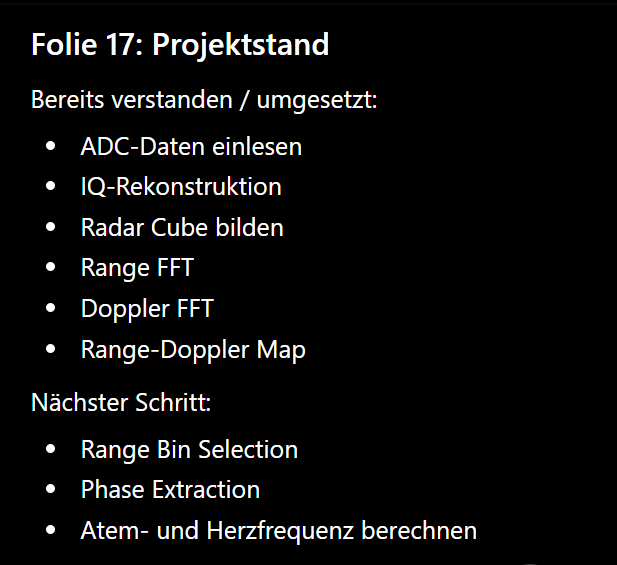 Folie 17: Projektstand
Bereits verstanden / umgesetzt:
• ADC-Daten einlesen
• IQ-Rekonstruktion
• Radar Cube bilden
• Range FFT
• Doppler FFT
• Range-Doppler Map
Nächster Schritt:
• Range Bin Selection
• Phase Extraction
• Atem- und Herzfrequenz berechnen